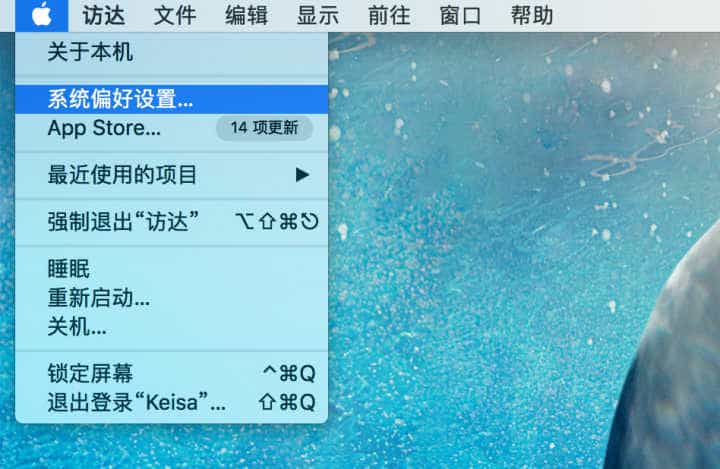 访达 文件 编辑 显示 前往 窗口 帮助
关于本机
系统偏好设置...
App Store... 14 项更新
最近使用的项目 ▶
强制退出“访达” ⌥⇧⌘⎋
睡眠
重新启动...
关机...
锁定屏幕 ^⌘Q
退出登录“Keisa”... ⇧⌘Q